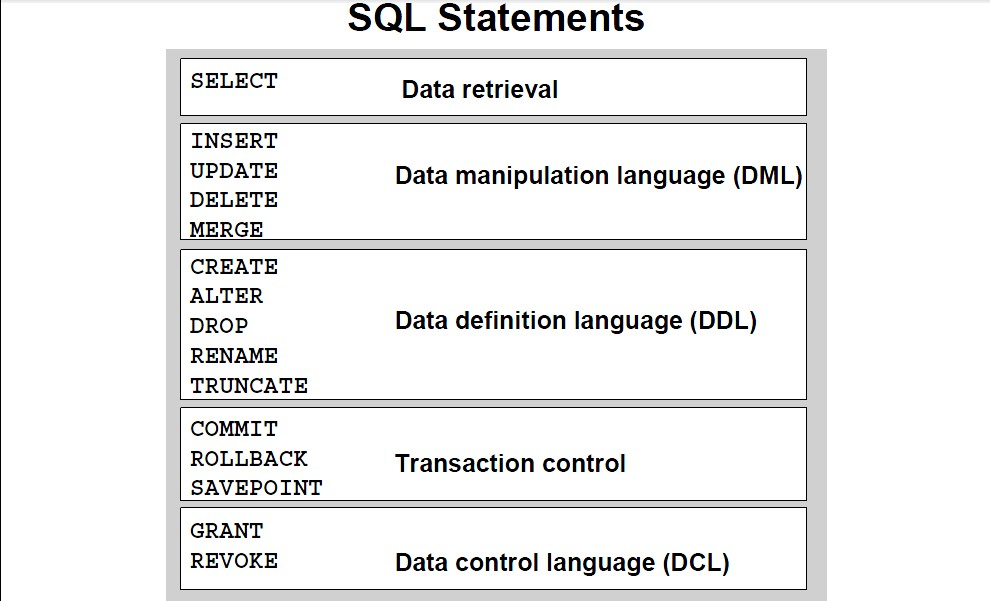 SQL Statements
SELECT
Data retrieval
INSERT
UPDATE
DELETE
MERGE
Data manipulation language (DML)
CREATE
ALTER
DROP
RENAME
TRUNCATE
Data definition language (DDL)
COMMIT
ROLLBACK
SAVEPOINT
Transaction control
GRANT
REVOKE
Data control language (DCL)